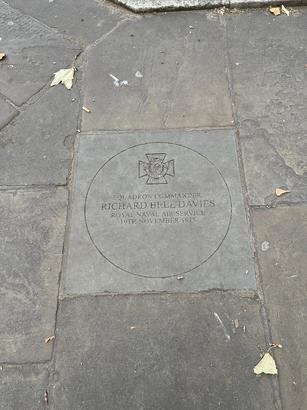 SQUADRON COMMANDER
RICHARD BELL DAVIES
ROYAL NAVAL AIR SERVICE
19TH NOVEMBER 1915